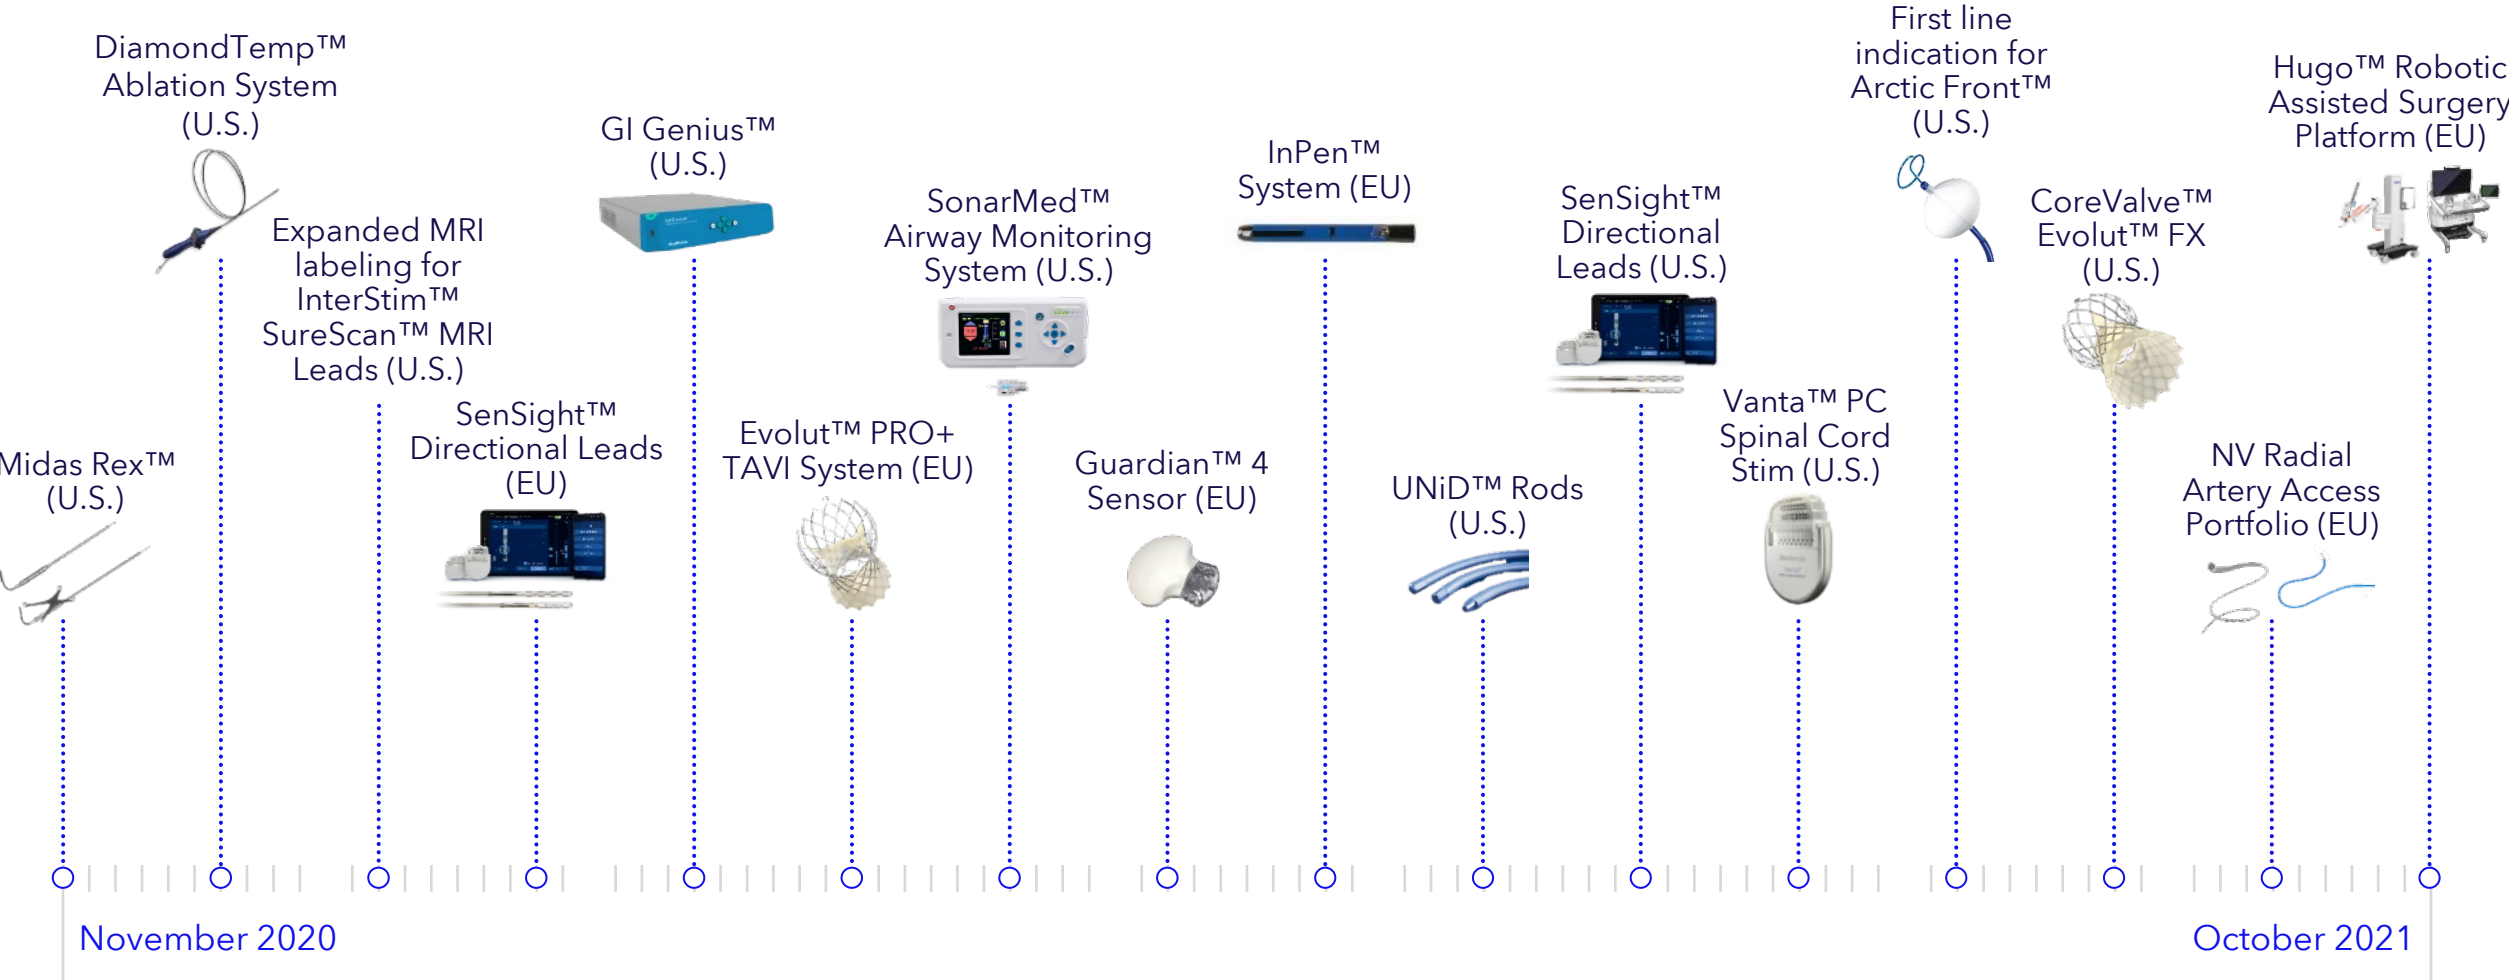 DiamondTemp™
Ablation System
(U.S.)
First line
indication for
Arctic Front™
(U.S.)
Hugo™ Robotic
Assisted Surgery
Platform (EU)
GI Genius™
(U.S.)
InPen™
System (EU)
SonarMed™
Airway Monitoring
System (U.S.)
SenSight™
Directional
Leads (U.S.)
CoreValve™
Evolut™ FX
(U.S.)
Expanded MRI
labeling for
InterStim™
SureScan™ MRI
Leads (U.S.)
Midas Rex™
(U.S.)
SenSight™
Directional Leads
(EU)
Evolut™ PRO+
TAVI System (EU)
Guardian™ 4
Sensor (EU)
UNiD™ Rods
(U.S.)
Vanta™ PC
Spinal Cord
Stim (U.S.)
NV Radial
Artery Access
Portfolio (EU)
November 2020
October 2021